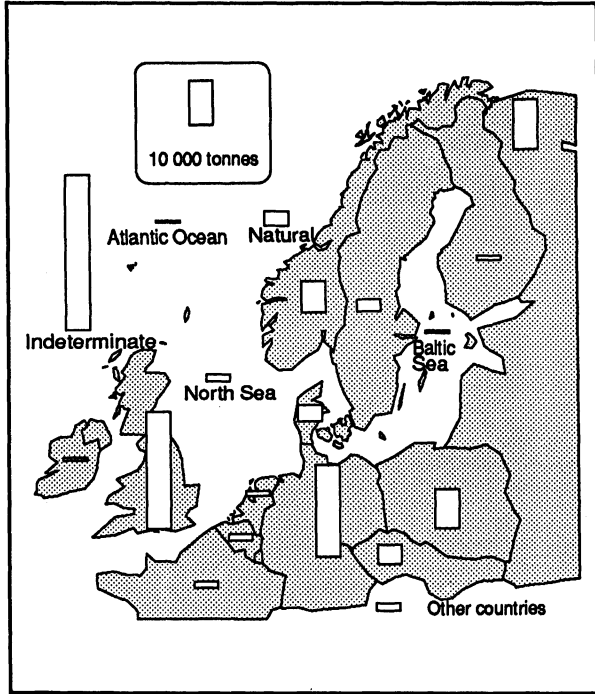 10 000 tonnes
Atlantic Ocean
Natural
Indeterminate
Baltic
Sea
North Sea
Other countries